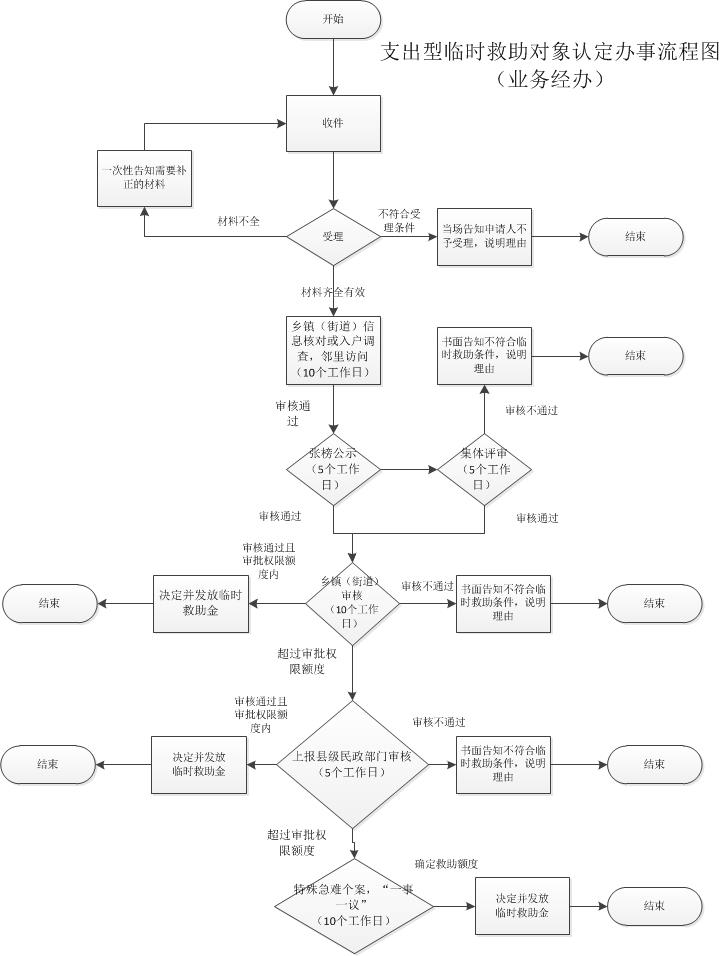 开始
支出型临时救助对象认定办事流程图
（业务经办）
收件
一次性告知需要补
正的材料
材料不全
受理
不符合受
理条件
当场告知申请人不
予受理，说明理由
结束
材料齐全有效
乡镇（街道）信
息核对或入户调
查，邻里访问
（10个工作日）
书面告知不符合临
时救助条件，说明
理由
结束
审核通
过
审核不通过
张榜公示
（5个工作
日）
集体评审
（5个工作
日）
审核通过
审核通过
审核通过且
审批权限额
度内
结束
决定并发放临时
救助金
乡镇（街道）
审核
（10个工作
日）
审核不通过
书面告知不符合临
时救助条件，说明
理由
结束
超过审批权
限额度
审核通过且
审批权限额
度内
结束
决定并发放
临时救助金
上报县级民政部门审核
（5个工作日）
审核不通过
书面告知不符合临
时救助条件，说明
理由
结束
超过审批权
限额度
特殊急难个案，“一事
一议”
（10个工作日）
确定救助额度
决定并发放
临时救助金
结束